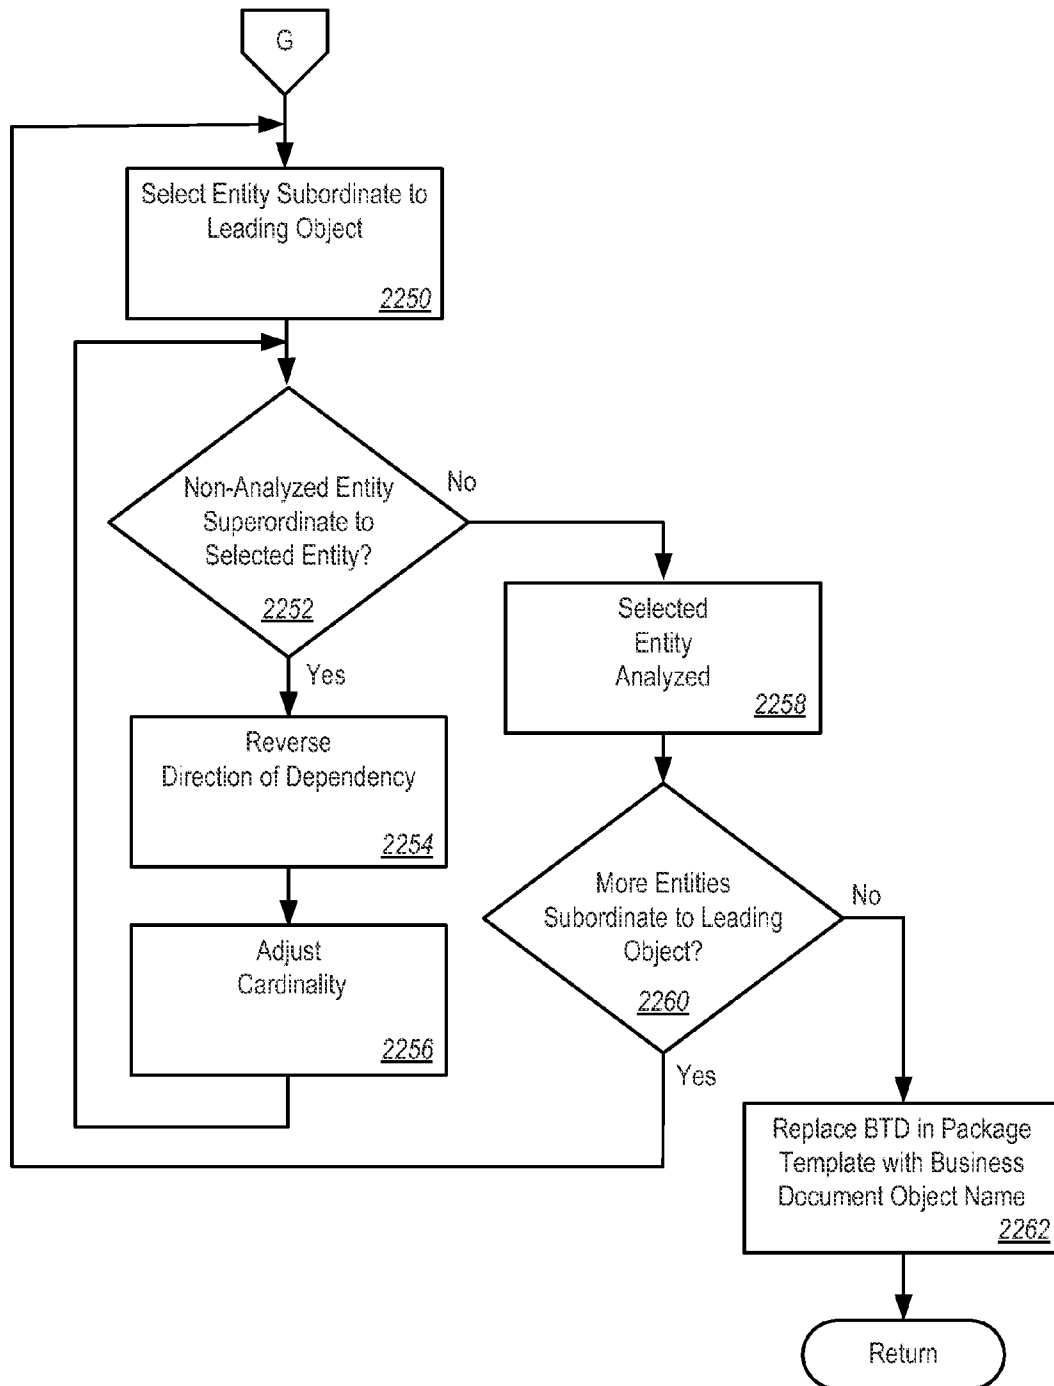 G
Select Entity Subordinate to
Leading Object
2250
Non-Analyzed Entity
Superordinate to
Selected Entity?
2252
No
Yes
Reverse
Direction of Dependency
2254
Adjust
Cardinality
2256
Selected
Entity
Analyzed
2258
More Entities
Subordinate to Leading
Object?
2260
No
Yes
Replace BTD in Package
Template with Business
Document Object Name
2262
Return